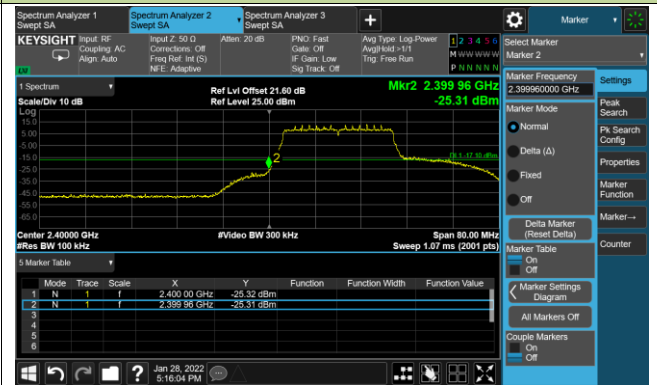 Spectrum Analyzer 1
Swept SA
Spectrum Analyzer 2
Swept SA
Spectrum Analyzer 3
Swept SA
+
Marker
KEYSIGHT
Input: RF
Coupling: AC
Align: Auto
Input Z: 50 Ω
Corrections: Off
Freq Ref: Int (S)
NFE: Adaptive
Atten: 20 dB
PNO: Fast
Gate: Off
IF Gain: Low
Sig Track: Off
Avg Type: Log-Power
Avg|Hold:>1/1
Trig: Free Run
1 2 3 4 5 6
M W W W W W
P N N N N N
LXI
Select Marker
Marker 2
1 Spectrum
Scale/Div 10 dB
Ref Lvl Offset 21.60 dB
Ref Level 25.00 dBm
Mkr2 2.399 96 GHz
-25.31 dBm
Log
15.0
5.00
-5.00
-15.0
-25.0
-35.0
-45.0
-55.0
-65.0
2
DL1 -17.10 dBm
Center 2.40000 GHz
#Res BW 100 kHz
#Video BW 300 kHz
Span 80.00 MHz
Sweep 1.07 ms (2001 pts)
5 Marker Table
Mode Trace Scale X Y Function Function Width Function Value
1 N 1 f 2.400 00 GHz -25.32 dBm
2 N 1 f 2.399 96 GHz -25.31 dBm
3
4
5
6
Marker Frequency
2.399960000 GHz
Marker Mode
Normal
Delta (Δ)
Fixed
Off
Delta Marker
(Reset Delta)
Marker Table
On
Off
Marker Settings
Diagram
All Markers Off
Couple Markers
On
Off
Settings
Peak
Search
Pk Search
Config
Properties
Marker
Function
Marker→
Counter
?
Jan 28, 2022
5:16:04 PM